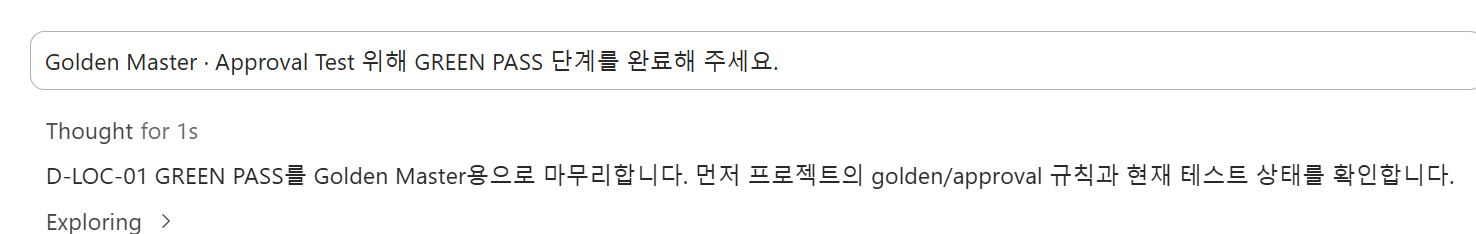 Golden Master · Approval Test 위해 GREEN PASS 단계를 완료해 주세요.
Thought for 1s
D-LOC-01 GREEN PASS를 Golden Master용으로 마무리합니다. 먼저 프로젝트의 golden/approval 규칙과 현재 테스트 상태를 확인합니다.
Exploring